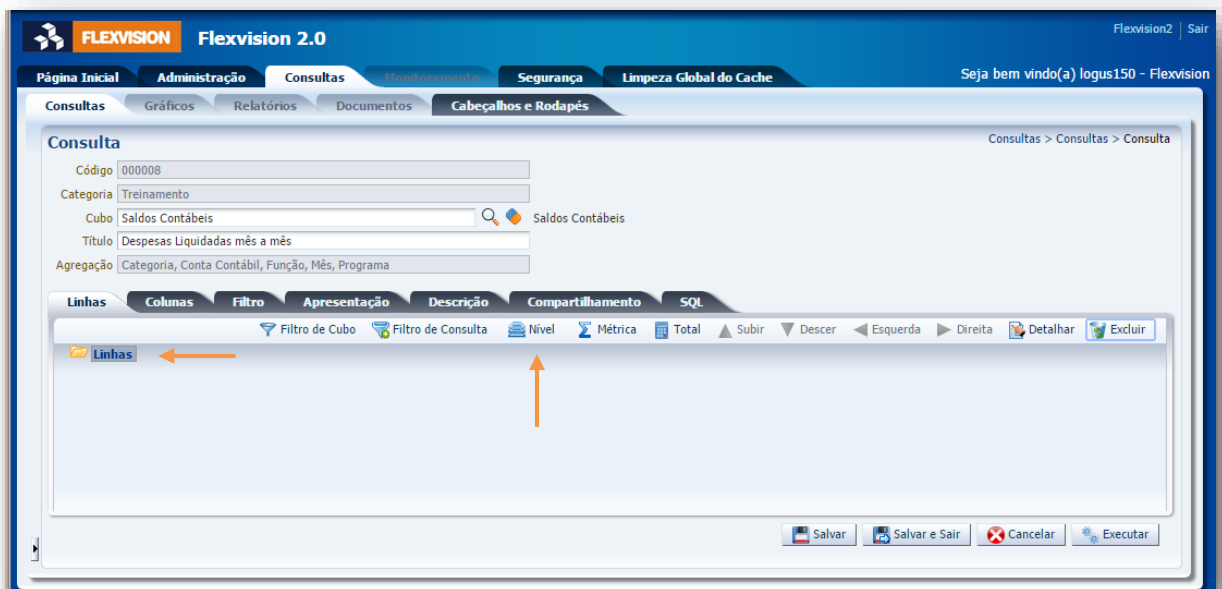 FLEXVISION Flexvision 2.0 Flexvision2 Sair
Página Inicial Administração Consultas Monitoramento Segurança Limpeza Global do Cache Seja bem vindo(a) logus150 - Flexvision
Consultas Gráficos Relatórios Documentos Cabeçalhos e Rodapés
Consulta Consultas > Consultas > Consulta
Código 000008
Categoria Treinamento
Cubo Saldos Contábeis Saldos Contábeis
Título Despesas Liquidadas mês a mês
Agregação Categoria, Conta Contábil, Função, Mês, Programa
Linhas Colunas Filtro Apresentação Descrição Compartilhamento SQL
Filtro de Cubo Filtro de Consulta Nível Métrica Total Subir Descer Esquerda Direita Detalhar Excluir
Linhas
Salvar Salvar e Sair Cancelar Executar